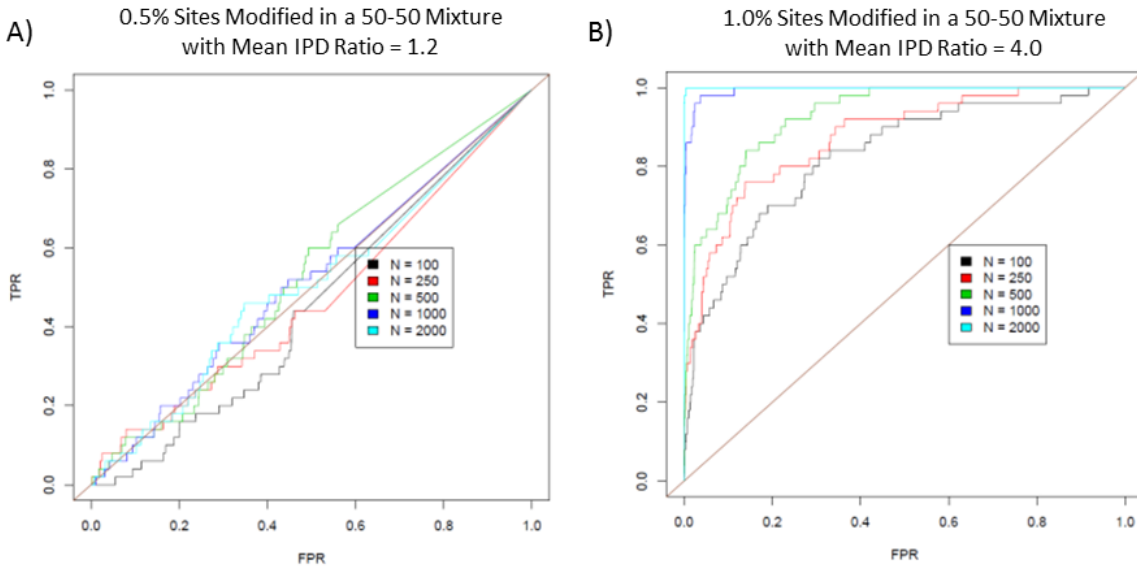 A)
0.5% Sites Modified in a 50-50 Mixture
with Mean IPD Ratio = 1.2
TPR
1.0
0.8
0.6
0.4
0.2
0.0
N = 100
N = 250
N = 500
N = 1000
N = 2000
0.0 0.2 0.4 0.6 0.8 1.0
FPR
B)
1.0% Sites Modified in a 50-50 Mixture
with Mean IPD Ratio = 4.0
TPR
1.0
0.8
0.6
0.4
0.2
0.0
N = 100
N = 250
N = 500
N = 1000
N = 2000
0.0 0.2 0.4 0.6 0.8 1.0
FPR